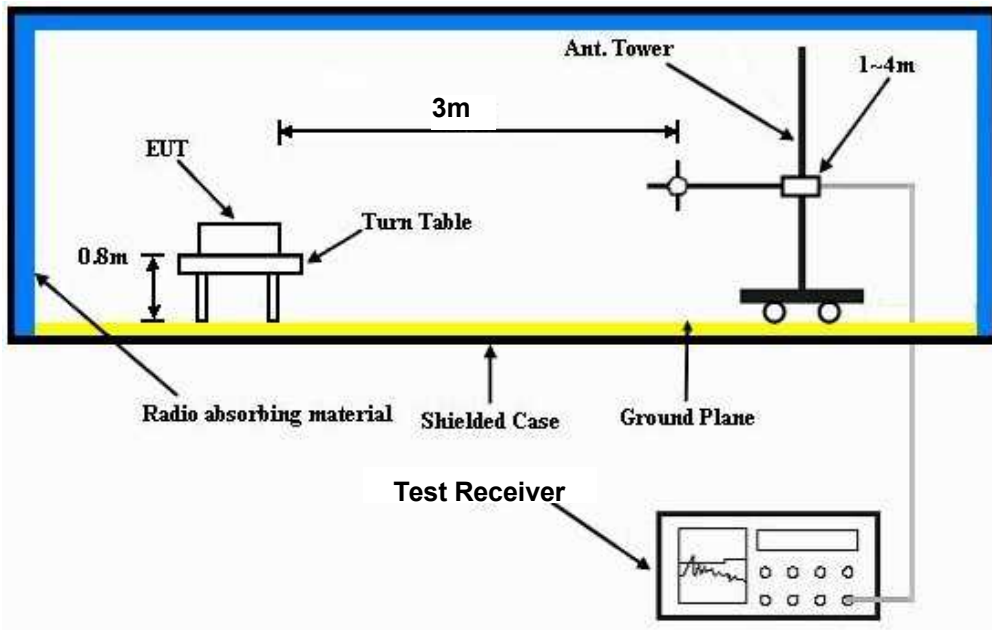 Ant. Tower
1~4m
3m
EUT
Turn Table
0.8m
Radio absorbing material
Shielded Case
Ground Plane
Test Receiver